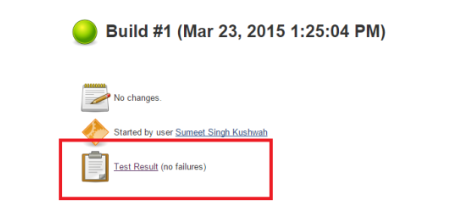 Build #1 (Mar 23, 2015 1:25:04 PM)
No changes.
Started by user Sumeet Singh Kushwah
Test Result (no failures)